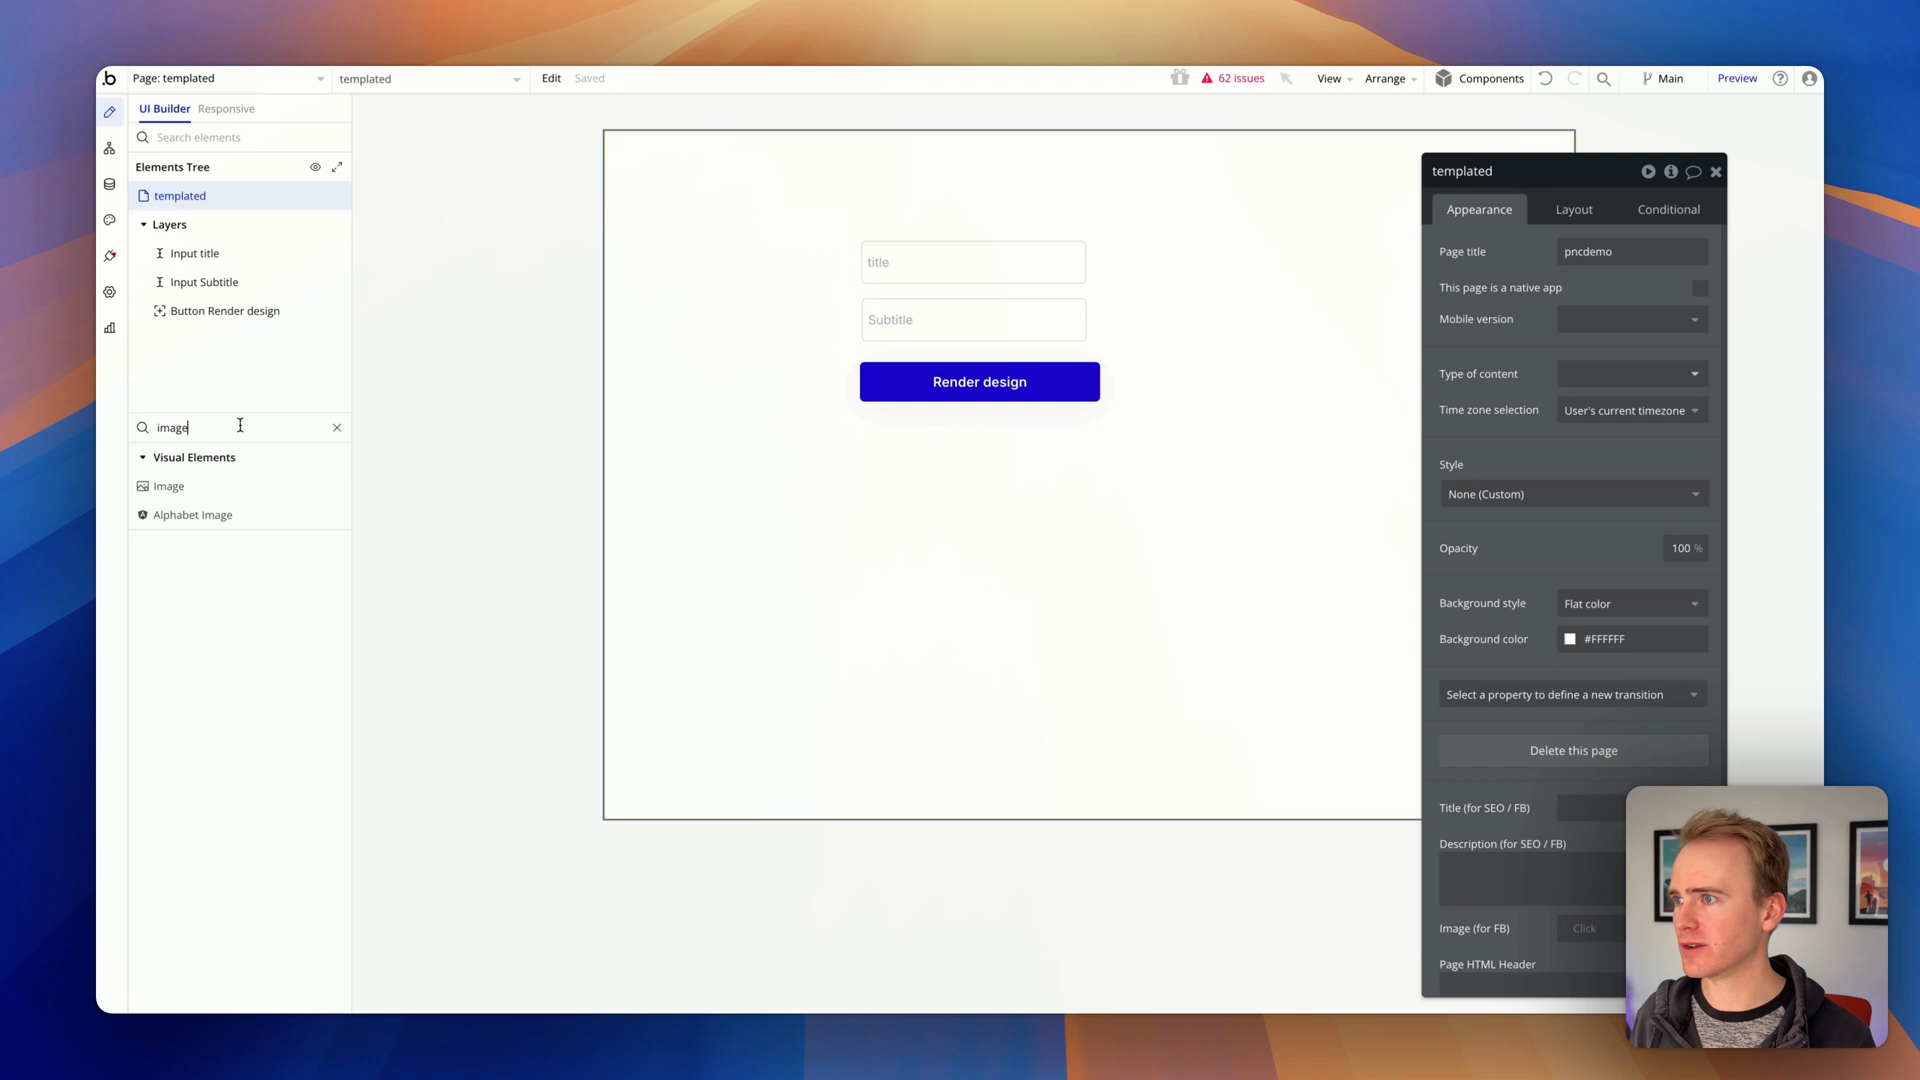 .b Page: templated templated Edit Saved 62 issues View Arrange Components Main Preview
UI Builder Responsive
Search elements
Elements Tree
templated
Layers
Input title
Input Subtitle
Button Render design
image
Visual Elements
Image
Alphabet Image
title
Subtitle
Render design
templated
Appearance Layout Conditional
Page title pncdemo
This page is a native app
Mobile version
Type of content
Time zone selection User's current timezone
Style
None (Custom)
Opacity 100 %
Background style Flat color
Background color #FFFFFF
Select a property to define a new transition
Delete this page
Title (for SEO / FB)
Description (for SEO / FB)
Image (for FB) Click
Page HTML Header